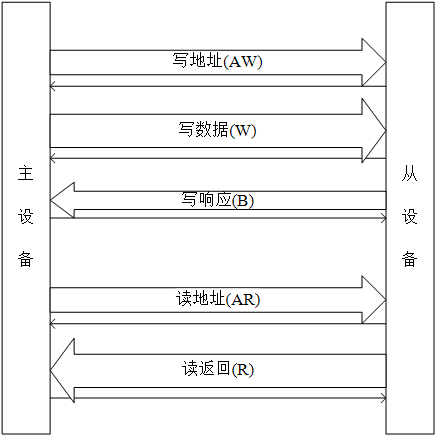 主设备
写地址(AW)
写数据(W)
写响应(B)
读地址(AR)
读返回(R)
从设备